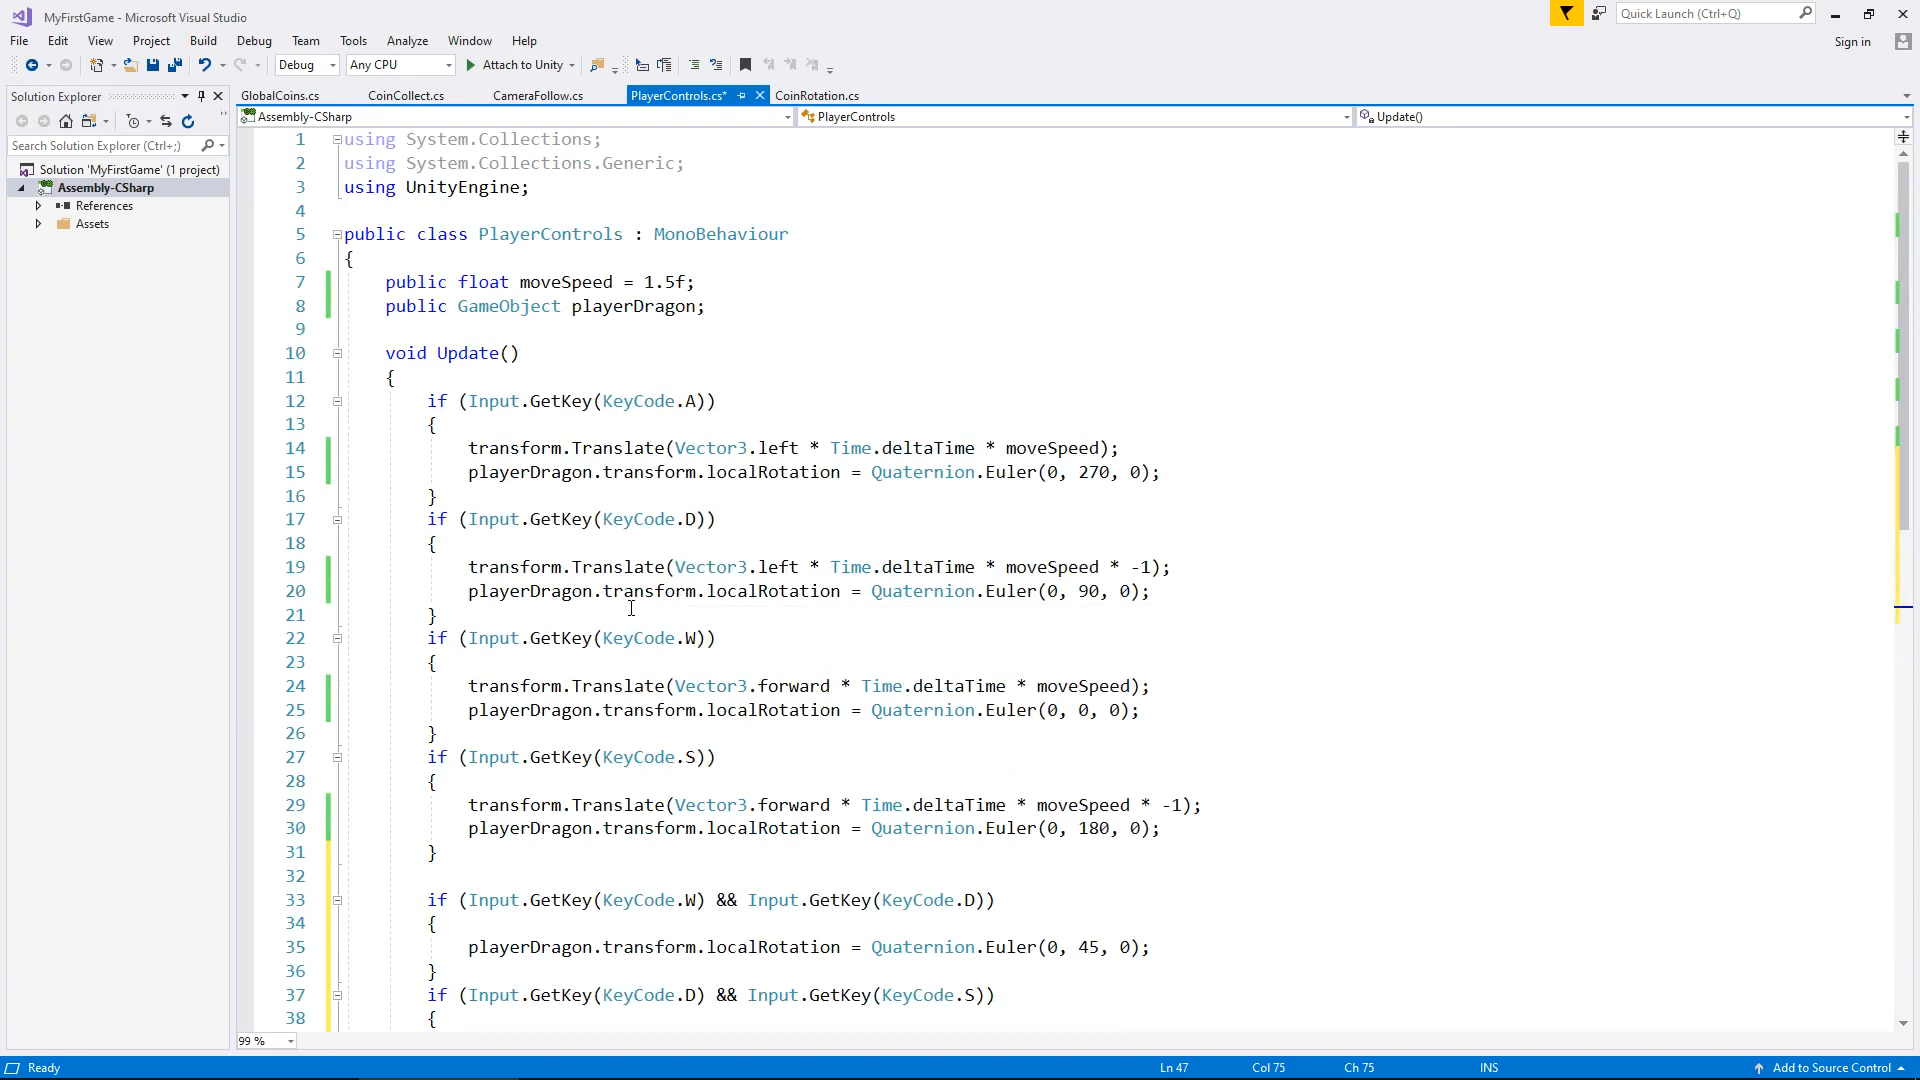 MyFirstGame - Microsoft Visual Studio
Quick Launch (Ctrl+Q)
File Edit View Project Build Debug Team Tools Analyze Window Help
Sign in
Debug Any CPU Attach to Unity
Solution Explorer
GlobalCoins.cs CoinCollect.cs CameraFollow.cs PlayerControls.cs* CoinRotation.cs
Assembly-CSharp PlayerControls Update()
Search Solution Explorer (Ctrl+;)
Solution 'MyFirstGame' (1 project)
Assembly-CSharp
References
Assets
1 using System.Collections;
2 using System.Collections.Generic;
3 using UnityEngine;
4
5 public class PlayerControls : MonoBehaviour
6 {
7 public float moveSpeed = 1.5f;
8 public GameObject playerDragon;
9
10 void Update()
11 {
12 if (Input.GetKey(KeyCode.A))
13 {
14 transform.Translate(Vector3.left * Time.deltaTime * moveSpeed);
15 playerDragon.transform.localRotation = Quaternion.Euler(0, 270, 0);
16 }
17 if (Input.GetKey(KeyCode.D))
18 {
19 transform.Translate(Vector3.left * Time.deltaTime * moveSpeed * -1);
20 playerDragon.transform.localRotation = Quaternion.Euler(0, 90, 0);
21 }
22 if (Input.GetKey(KeyCode.W))
23 {
24 transform.Translate(Vector3.forward * Time.deltaTime * moveSpeed);
25 playerDragon.transform.localRotation = Quaternion.Euler(0, 0, 0);
26 }
27 if (Input.GetKey(KeyCode.S))
28 {
29 transform.Translate(Vector3.forward * Time.deltaTime * moveSpeed * -1);
30 playerDragon.transform.localRotation = Quaternion.Euler(0, 180, 0);
31 }
32
33 if (Input.GetKey(KeyCode.W) && Input.GetKey(KeyCode.D))
34 {
35 playerDragon.transform.localRotation = Quaternion.Euler(0, 45, 0);
36 }
37 if (Input.GetKey(KeyCode.D) && Input.GetKey(KeyCode.S))
38 {
99 %
Ready Ln 47 Col 75 Ch 75 INS Add to Source Control